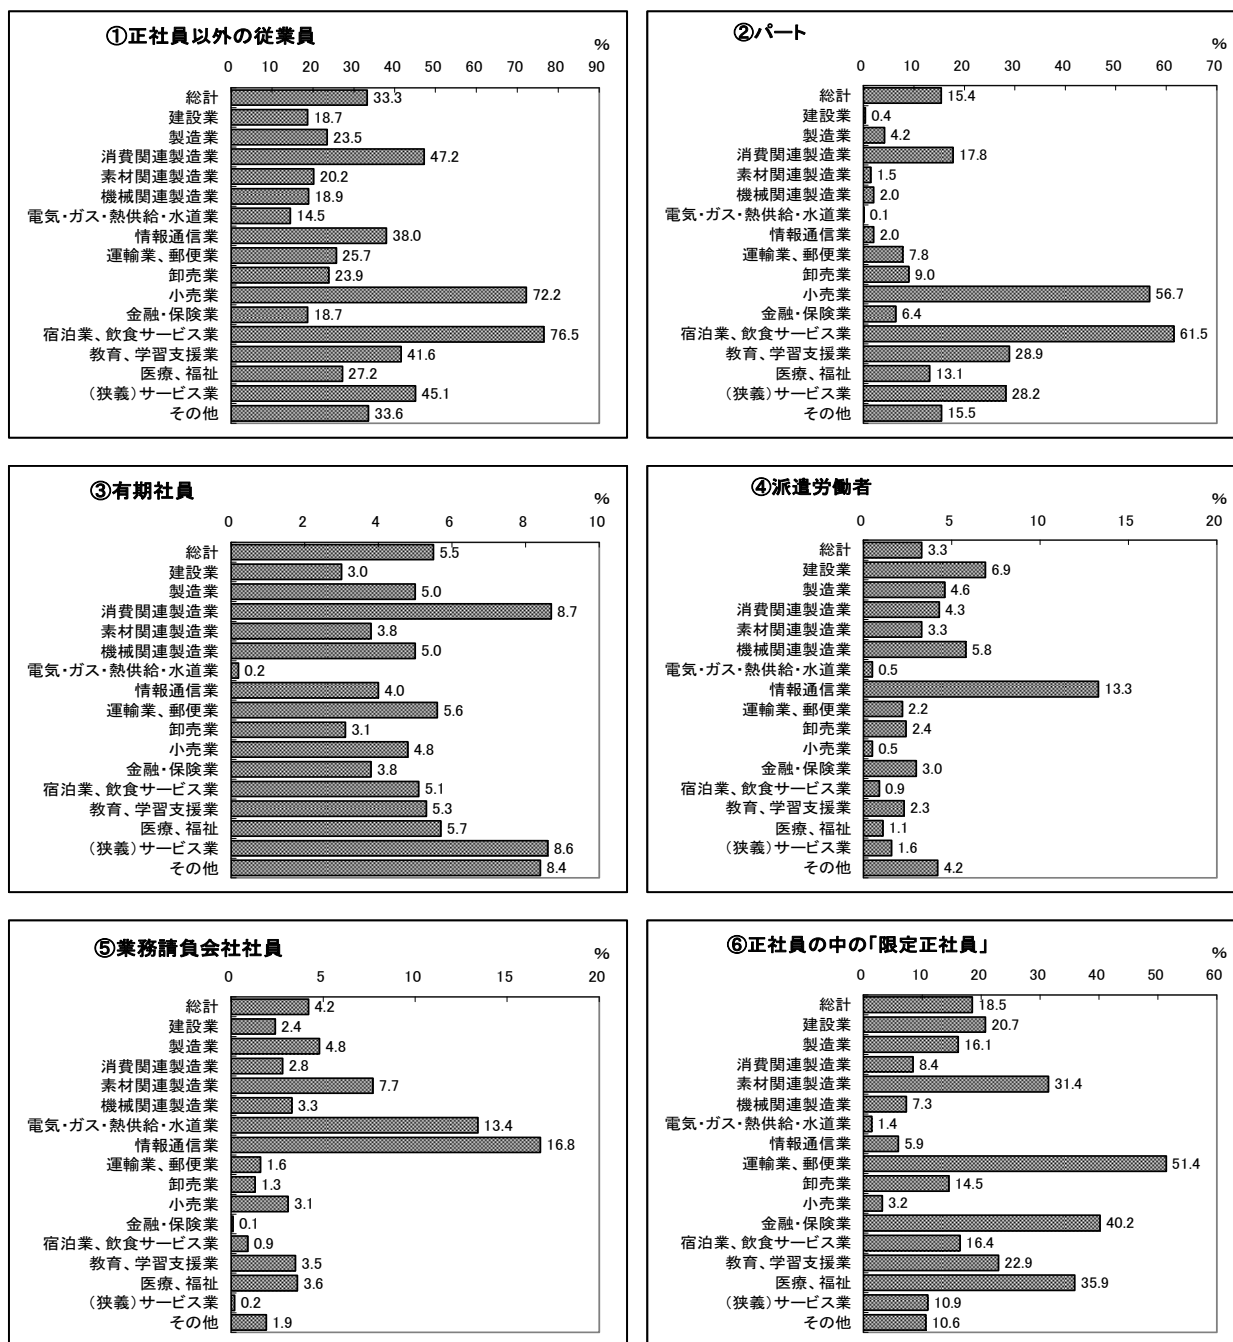 ①正社員以外の従業員
%
0 10 20 30 40 50 60 70 80 90
総計 33.3
建設業 18.7
製造業 23.5
消費関連製造業 47.2
素材関連製造業 20.2
機械関連製造業 18.9
電気・ガス・熱供給・水道業 14.5
情報通信業 38.0
運輸業、郵便業 25.7
卸売業 23.9
小売業 72.2
金融・保険業 18.7
宿泊業、飲食サービス業 76.5
教育、学習支援業 41.6
医療、福祉 27.2
（狭義）サービス業 45.1
その他 33.6
②パート
%
0 10 20 30 40 50 60 70
総計 15.4
建設業 0.4
製造業 4.2
消費関連製造業 17.8
素材関連製造業 1.5
機械関連製造業 2.0
電気・ガス・熱供給・水道業 0.1
情報通信業 2.0
運輸業、郵便業 7.8
卸売業 9.0
小売業 56.7
金融・保険業 6.4
宿泊業、飲食サービス業 61.5
教育、学習支援業 28.9
医療、福祉 13.1
（狭義）サービス業 28.2
その他 15.5
③有期社員
%
0 2 4 6 8 10
総計 5.5
建設業 3.0
製造業 5.0
消費関連製造業 8.7
素材関連製造業 3.8
機械関連製造業 5.0
電気・ガス・熱供給・水道業 0.2
情報通信業 4.0
運輸業、郵便業 5.6
卸売業 3.1
小売業 4.8
金融・保険業 3.8
宿泊業、飲食サービス業 5.1
教育、学習支援業 5.3
医療、福祉 5.7
（狭義）サービス業 8.6
その他 8.4
④派遣労働者
%
0 5 10 15 20
総計 3.3
建設業 6.9
製造業 4.6
消費関連製造業 4.3
素材関連製造業 3.3
機械関連製造業 5.8
電気・ガス・熱供給・水道業 0.5
情報通信業 13.3
運輸業、郵便業 2.2
卸売業 2.4
小売業 0.5
金融・保険業 3.0
宿泊業、飲食サービス業 0.9
教育、学習支援業 2.3
医療、福祉 1.1
（狭義）サービス業 1.6
その他 4.2
⑤業務請負会社社員
%
0 5 10 15 20
総計 4.2
建設業 2.4
製造業 4.8
消費関連製造業 2.8
素材関連製造業 7.7
機械関連製造業 3.3
電気・ガス・熱供給・水道業 13.4
情報通信業 16.8
運輸業、郵便業 1.6
卸売業 1.3
小売業 3.1
金融・保険業 0.1
宿泊業、飲食サービス業 0.9
教育、学習支援業 3.5
医療、福祉 3.6
（狭義）サービス業 0.2
その他 1.9
⑥正社員の中の「限定正社員」
%
0 10 20 30 40 50 60
総計 18.5
建設業 20.7
製造業 16.1
消費関連製造業 8.4
素材関連製造業 31.4
機械関連製造業 7.3
電気・ガス・熱供給・水道業 1.4
情報通信業 5.9
運輸業、郵便業 51.4
卸売業 14.5
小売業 3.2
金融・保険業 40.2
宿泊業、飲食サービス業 16.4
教育、学習支援業 22.9
医療、福祉 35.9
（狭義）サービス業 10.9
その他 10.6